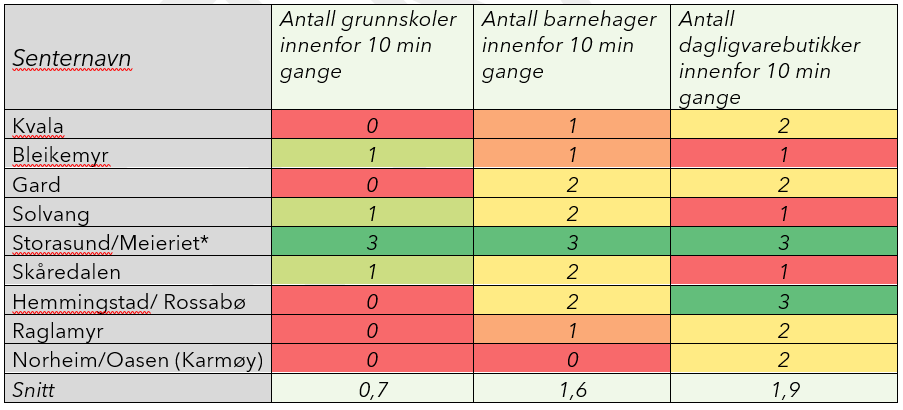 Senternavn
Antall grunnskoler
innenfor 10 min
gange
Antall barnehager
innenfor 10 min
gange
Antall
dagligvarebutikker
innenfor 10 min
gange
Kvala 0 1 2
Bleikemyr 1 1 1
Gard 0 2 2
Solvang 1 2 1
Storasund/Meieriet* 3 3 3
Skåredalen 1 2 1
Hemmingstad/ Rossabø 0 2 3
Raglamyr 0 1 2
Norheim/Oasen (Karmøy) 0 0 2
Snitt 0,7 1,6 1,9